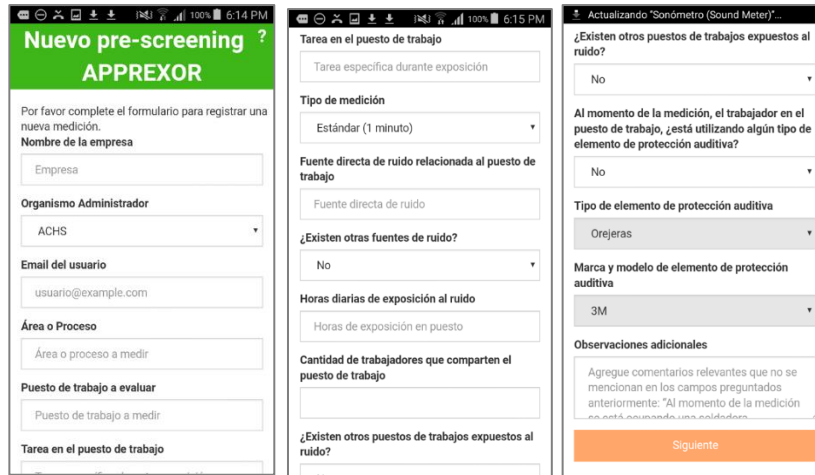 100% 6:14 PM
Nuevo pre-screening ?
APPREXOR
Por favor complete el formulario para registrar una
nueva medición.
Nombre de la empresa
Empresa
Organismo Administrador
ACHS
Email del usuario
usuario@example.com
Área o Proceso
Área o proceso a medir
Puesto de trabajo a evaluar
Puesto de trabajo a medir
Tarea en el puesto de trabajo
100% 6:15 PM
Tarea en el puesto de trabajo
Tarea específica durante exposición
Tipo de medición
Estándar (1 minuto)
Fuente directa de ruido relacionada al puesto de
trabajo
Fuente directa de ruido
¿Existen otras fuentes de ruido?
No
Horas diarias de exposición al ruido
Horas de exposición en puesto
Cantidad de trabajadores que comparten el
puesto de trabajo
¿Existen otros puestos de trabajos expuestos al
ruido?
Actualizando "Sonómetro (Sound Meter)"...
¿Existen otros puestos de trabajos expuestos al
ruido?
No
Al momento de la medición, el trabajador en el
puesto de trabajo, ¿está utilizando algún tipo de
elemento de protección auditiva?
No
Tipo de elemento de protección auditiva
Orejeras
Marca y modelo de elemento de protección
auditiva
3M
Observaciones adicionales
Agregue comentarios relevantes que no se
mencionan en los campos preguntados
anteriormente: "Al momento de la medición
se está ocupando una soldadora
Siguiente